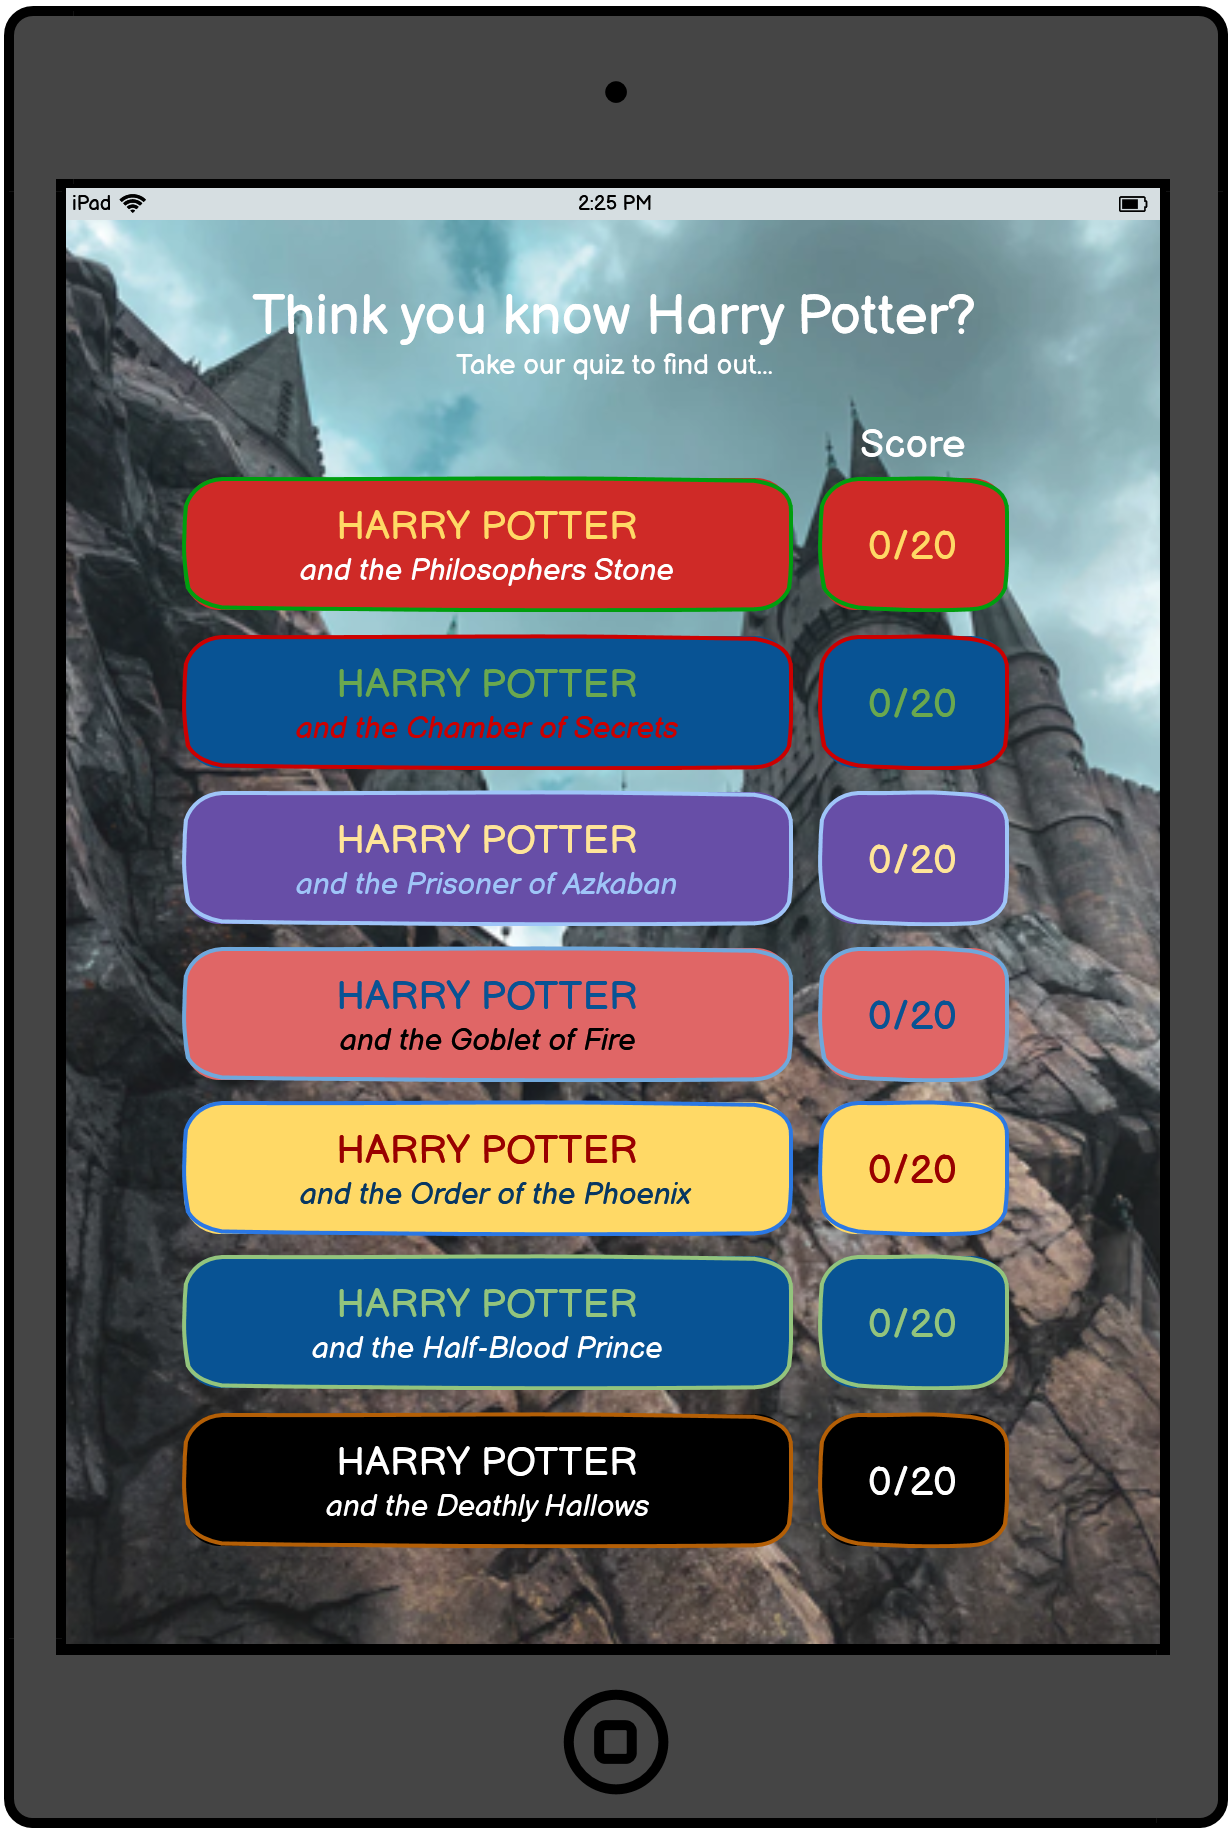 iPad
2:25 PM
Think you know Harry Potter?
Take our quiz to find out...
Score
HARRY POTTER
and the Philosophers Stone
0/20
HARRY POTTER
and the Chamber of Secrets
0/20
HARRY POTTER
and the Prisoner of Azkaban
0/20
HARRY POTTER
and the Goblet of Fire
0/20
HARRY POTTER
and the Order of the Phoenix
0/20
HARRY POTTER
and the Half-Blood Prince
0/20
HARRY POTTER
and the Deathly Hallows
0/20